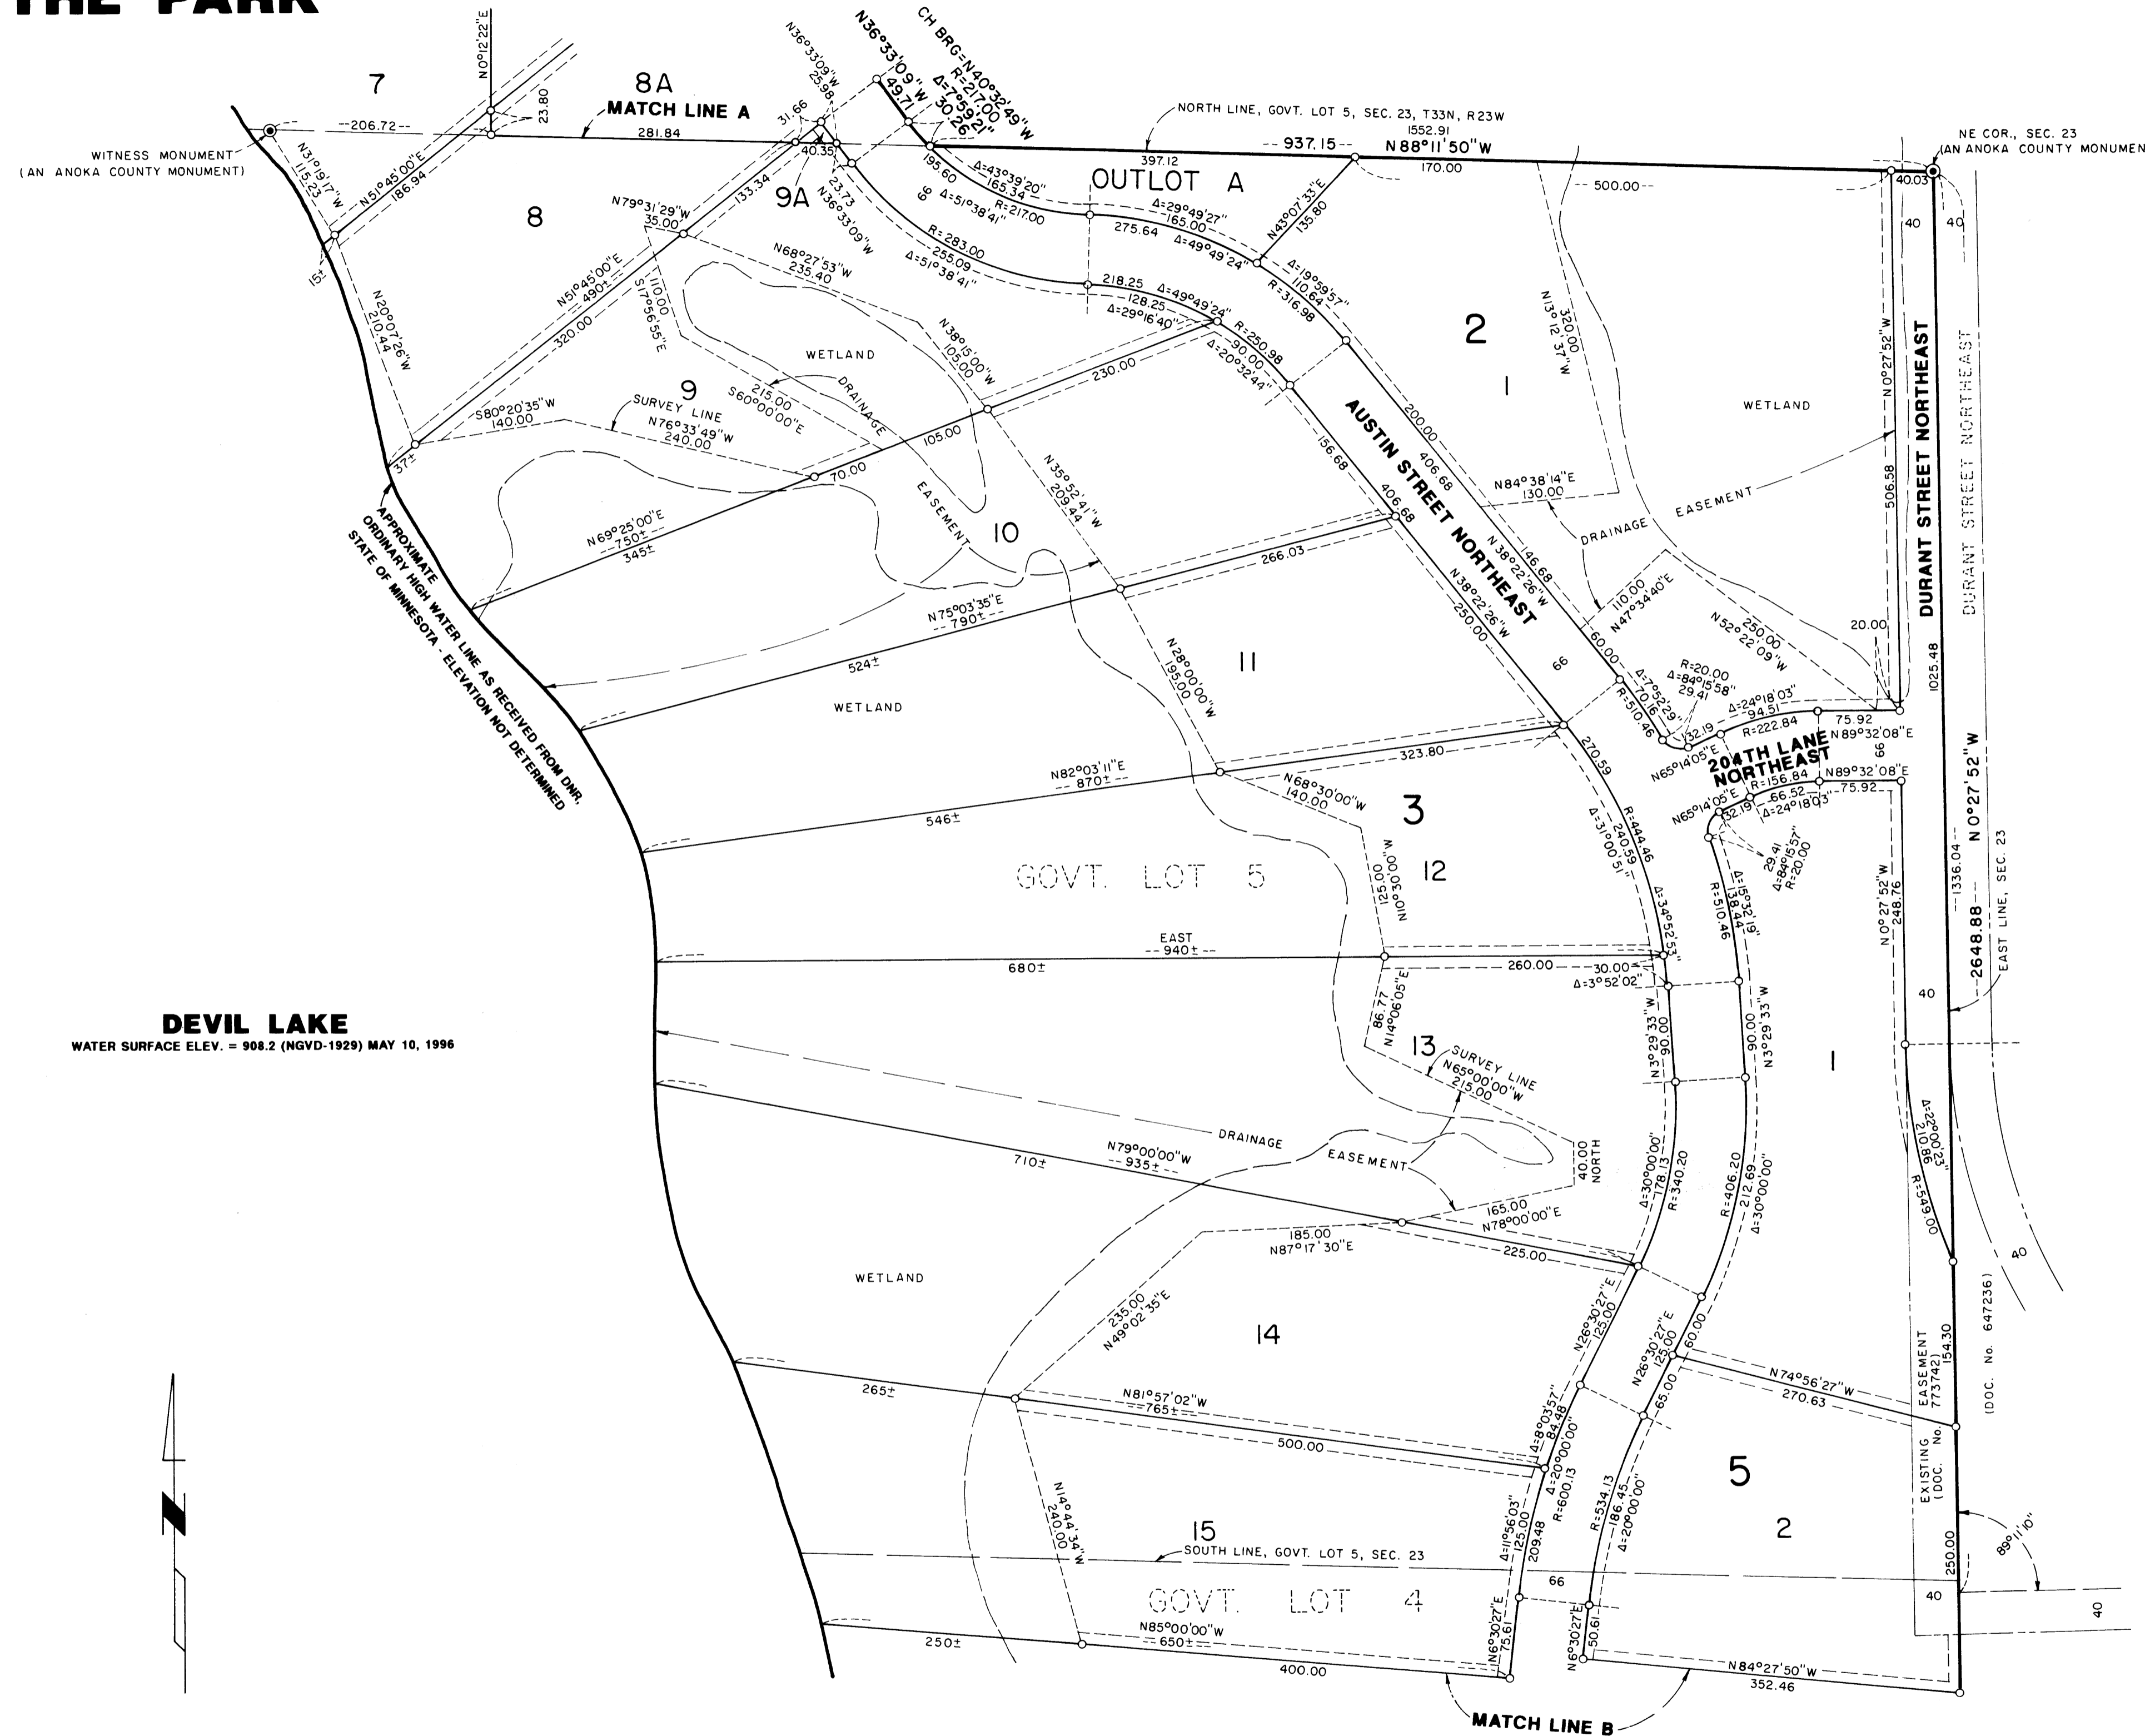 THE PARK
7
N0°12'22"E
23.80
8A
MATCH LINE A
--206.72--
281.84
WITNESS MONUMENT
(AN ANOKA COUNTY MONUMENT)
N31°19'17"W
115.23
N51°45'00"E
186.94
15±
8
31.66
N36°33'09"W
25.98
40.35
9A
23.73
N36°33'09"W
133.34
N79°31'29"W
35.00
N36°33'09"W
49.71
CH BRG=N40°32'49"W
R=217.00
Δ=7°59'21"
30.26
NORTH LINE, GOVT. LOT 5, SEC. 23, T33N, R23W
1552.91
--937.15--
N88°11'50"W
397.12
170.00
--500.00--
NE COR., SEC. 23
(AN ANOKA COUNTY MONUMEN
40.03
40
40
OUTLOT A
195.60
Δ=43°39'20"
165.34
Δ=51°38'41"
R=217.00
66
Δ=29°49'27"
165.00
275.64
Δ=49°49'24"
N43°07'33"E
135.80
Δ=19°59'57"
110.64
R=316.98
R=283.00
255.09
Δ=51°38'41"
218.25
Δ=49°49'24"
128.25
Δ=29°16'40"
R=250.98
90.00
Δ=20°32'44"
N20°07'26"W
210.44
N51°45'00"E
--490±--
320.00
110.00
S17°56'55"E
N68°27'53"W
235.40
WETLAND
N38°15'00"W
105.00
230.00
9
215.00
S60°00'00"E
DRAINAGE
EASEMENT
SURVEY LINE
N76°33'49"W
240.00
S80°20'35"W
140.00
37±
105.00
70.00
2
1
N13°12'37"W
320.00
WETLAND
N0°27'52"W
506.58
DURANT STREET NORTHEAST
DURANT STREET NORTHEAST
AUSTIN STREET NORTHEAST
200.00
406.68
146.68
N38°22'26"W
60.00
N84°38'14"E
130.00
DRAINAGE EASEMENT
110.00
N47°34'40"E
250.00
N52°22'09"W
20.00
1025.48
156.68
406.68
N38°22'26"W
250.00
66
APPROXIMATE
ORDINARY HIGH WATER LINE AS RECEIVED FROM DNR,
STATE OF MINNESOTA - ELEVATION NOT DETERMINED
N69°25'00"E
--750±--
345±
10
N35°52'41"W
209.44
266.03
N75°03'35"E
--790±--
524±
WETLAND
11
N28°00'00"W
195.00
323.80
N82°03'11"E
--870±--
546±
N68°30'00"W
140.00
Δ=7°52'29"
70.16
R=510.46
R=20.00
Δ=84°15'58"
29.41
32.19
N65°14'05"E
Δ=24°18'03"
94.51
R=222.84
75.92
N89°32'08"E
66
204TH LANE
NORTHEAST
N65°14'05"E
32.19
R=156.84
66.52
Δ=24°18'03"
N89°32'08"E
75.92
29.41
Δ=84°15'57"
R=20.00
270.59
R=444.46
240.59
Δ=31°00'51"
Δ=34°52'53"
Δ=15°32'19"
138.44
R=510.46
3
12
N10°30'00"W
125.00
GOVT. LOT 5
N0°27'52"W
248.76
--1336.04--
--2648.88-- N0°27'52"W
EAST LINE, SEC. 23
EAST
--940±--
680±
260.00
30.00
Δ=3°52'02"
86.77
N14°06'05"E
13
SURVEY LINE
N65°00'00"W
215.00
N3°29'33"W
90.00
90.00
N3°29'33"W
40
1
DEVIL LAKE
WATER SURFACE ELEV. = 908.2 (NGVD-1929) MAY 10, 1996
DRAINAGE
EASEMENT
40.00
NORTH
N79°00'00"W
--935±--
710±
165.00
N78°00'00"E
185.00
N87°17'30"E
225.00
Δ=30°00'00"
178.13
R=340.20
R=406.20
212.69
Δ=30°00'00"
Δ=22°00'23"
210.86
R=549.00
40
(DOC. No. 647236)
WETLAND
235.00
N49°02'35"E
14
N26°30'27"E
125.00
N26°30'27"E
125.00
60.00
65.00
N74°56'27"W
270.63
154.30
EXISTING EASEMENT
(DOC. No. 773742)
265±
N81°57'02"W
--765±--
500.00
Δ=8°03'57"
84.48
Δ=20°00'00"
R=600.13
R=534.13
186.45
Δ=20°00'00"
5
2
N14°44'34"W
240.00
15
Δ=11°56'03"
125.00
209.48
SOUTH LINE, GOVT. LOT 5, SEC. 23
GOVT. LOT 4
66
250.00
89°11'10"
40
40
250±
N85°00'00"W
--650±--
400.00
N6°30'27"E
75.61
N6°30'27"E
50.61
N84°27'50"W
352.46
MATCH LINE B
N